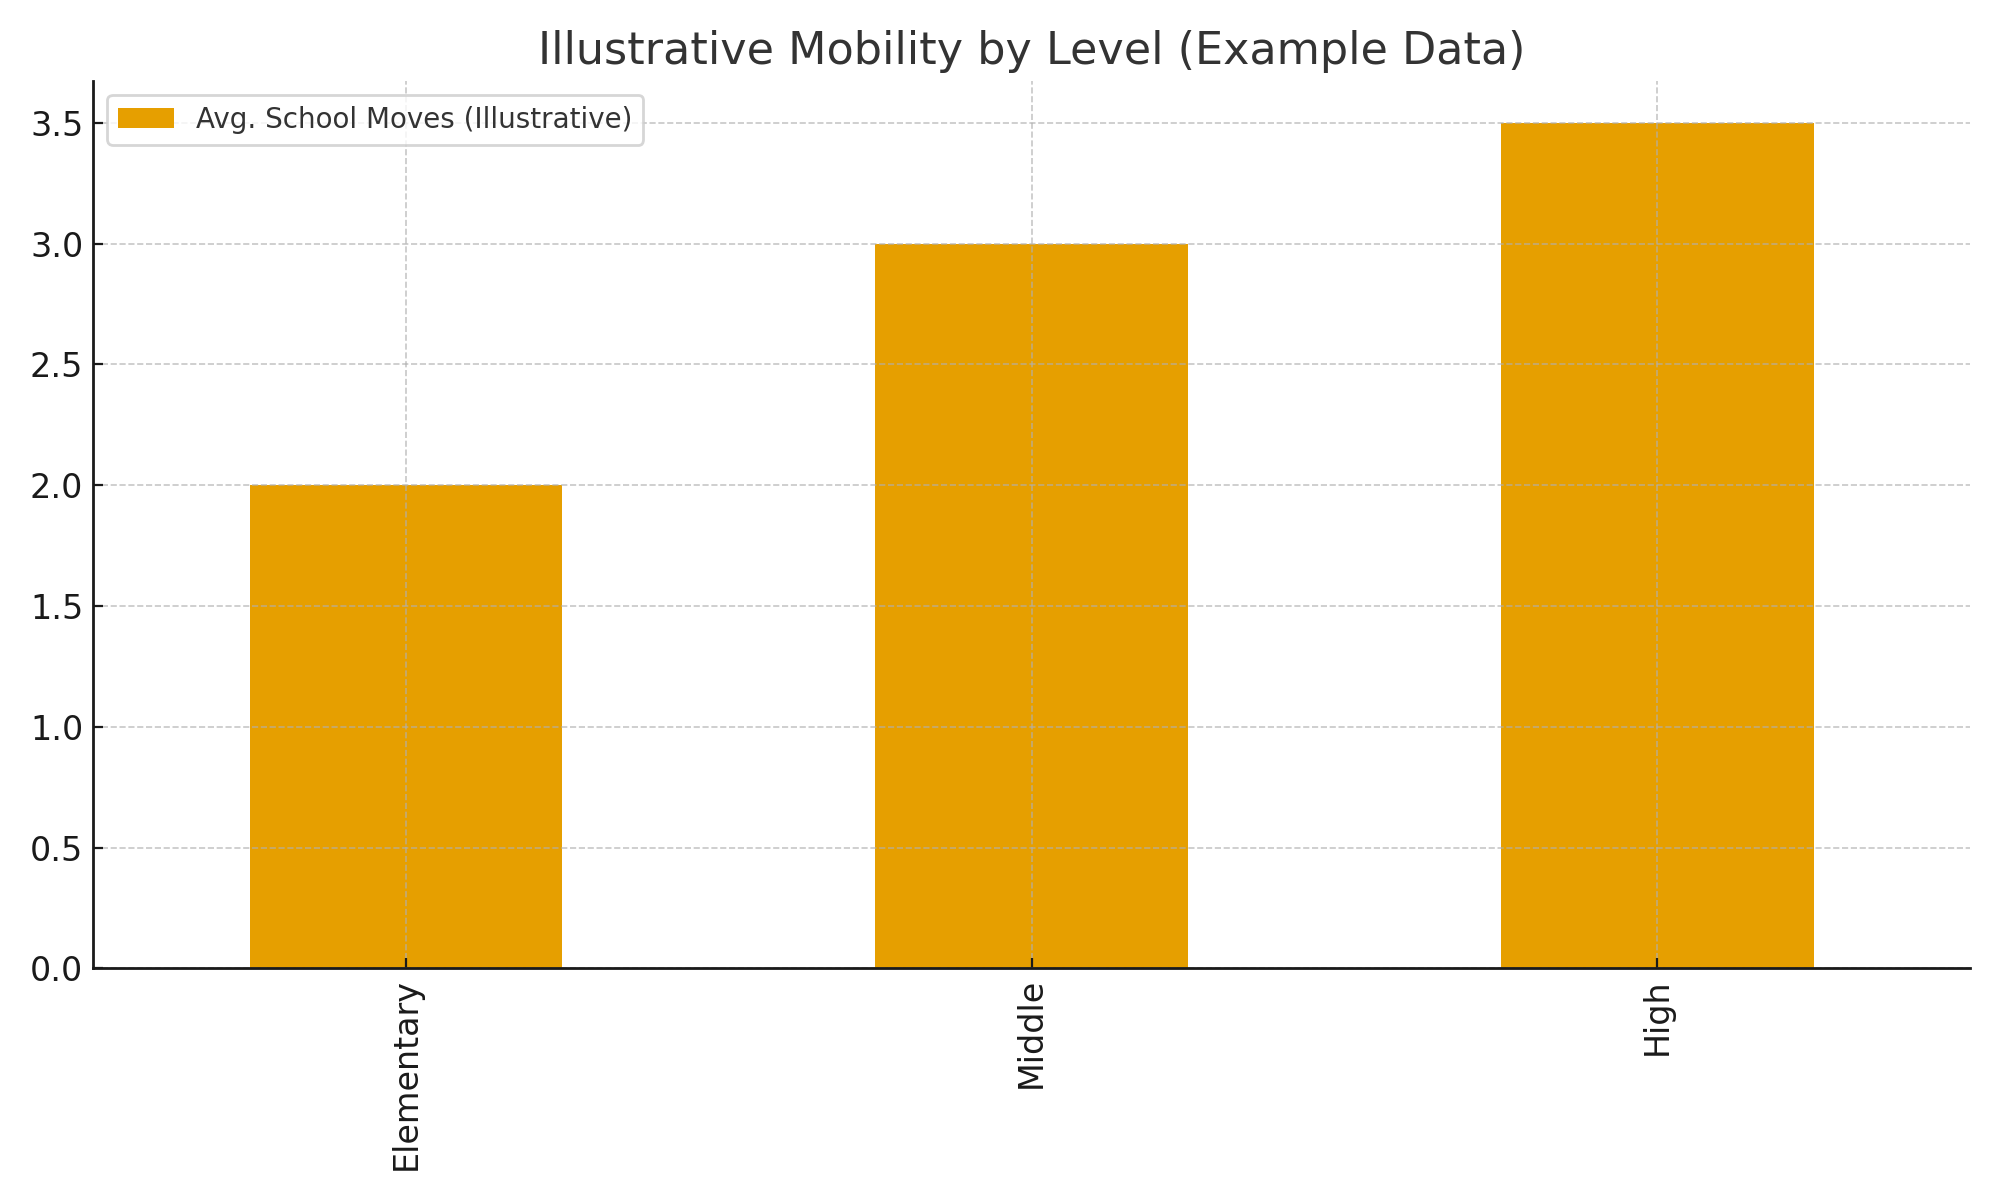 Illustrative Mobility by Level (Example Data)
Avg. School Moves (Illustrative)
3.5
3.0
2.5
2.0
1.5
1.0
0.5
0.0
Elementary
Middle
High